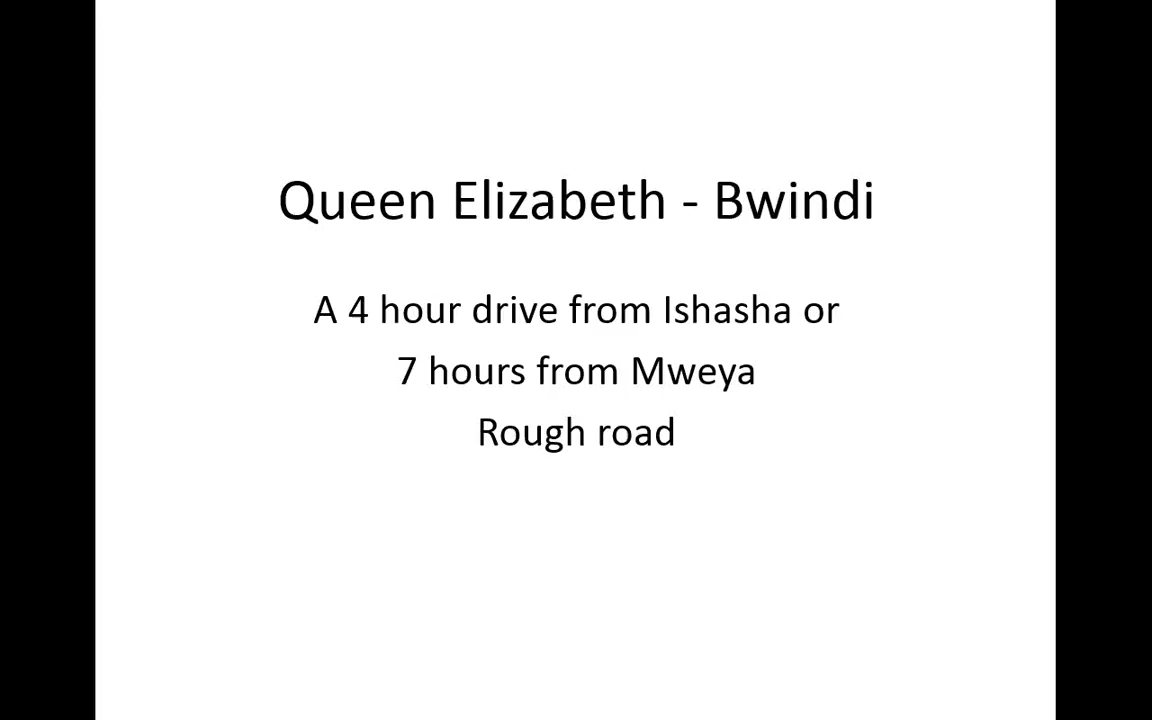 Queen Elizabeth - Bwindi
A 4 hour drive from Ishasha or
7 hours from Mweya
Rough road